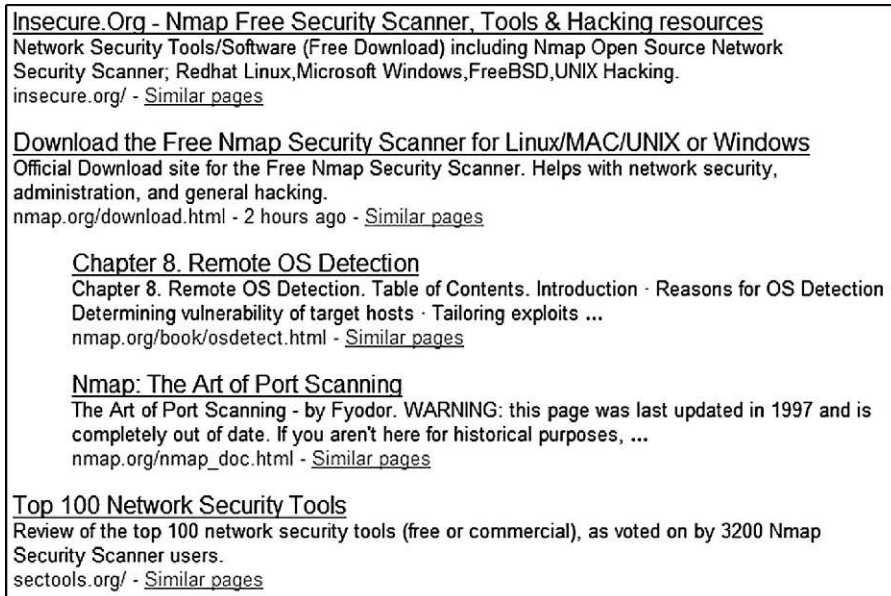 Insecure.Org - Nmap Free Security Scanner, Tools & Hacking resources
Network Security Tools/Software (Free Download) including Nmap Open Source Network
Security Scanner; Redhat Linux,Microsoft Windows,FreeBSD,UNIX Hacking.
insecure.org/ - Similar pages
Download the Free Nmap Security Scanner for Linux/MAC/UNIX or Windows
Official Download site for the Free Nmap Security Scanner. Helps with network security,
administration, and general hacking.
nmap.org/download.html - 2 hours ago - Similar pages
Chapter 8. Remote OS Detection
Chapter 8. Remote OS Detection. Table of Contents. Introduction · Reasons for OS Detection
Determining vulnerability of target hosts · Tailoring exploits ...
nmap.org/book/osdetect.html - Similar pages
Nmap: The Art of Port Scanning
The Art of Port Scanning - by Fyodor. WARNING: this page was last updated in 1997 and is
completely out of date. If you aren't here for historical purposes, ...
nmap.org/nmap_doc.html - Similar pages
Top 100 Network Security Tools
Review of the top 100 network security tools (free or commercial), as voted on by 3200 Nmap
Security Scanner users.
sectools.org/ - Similar pages